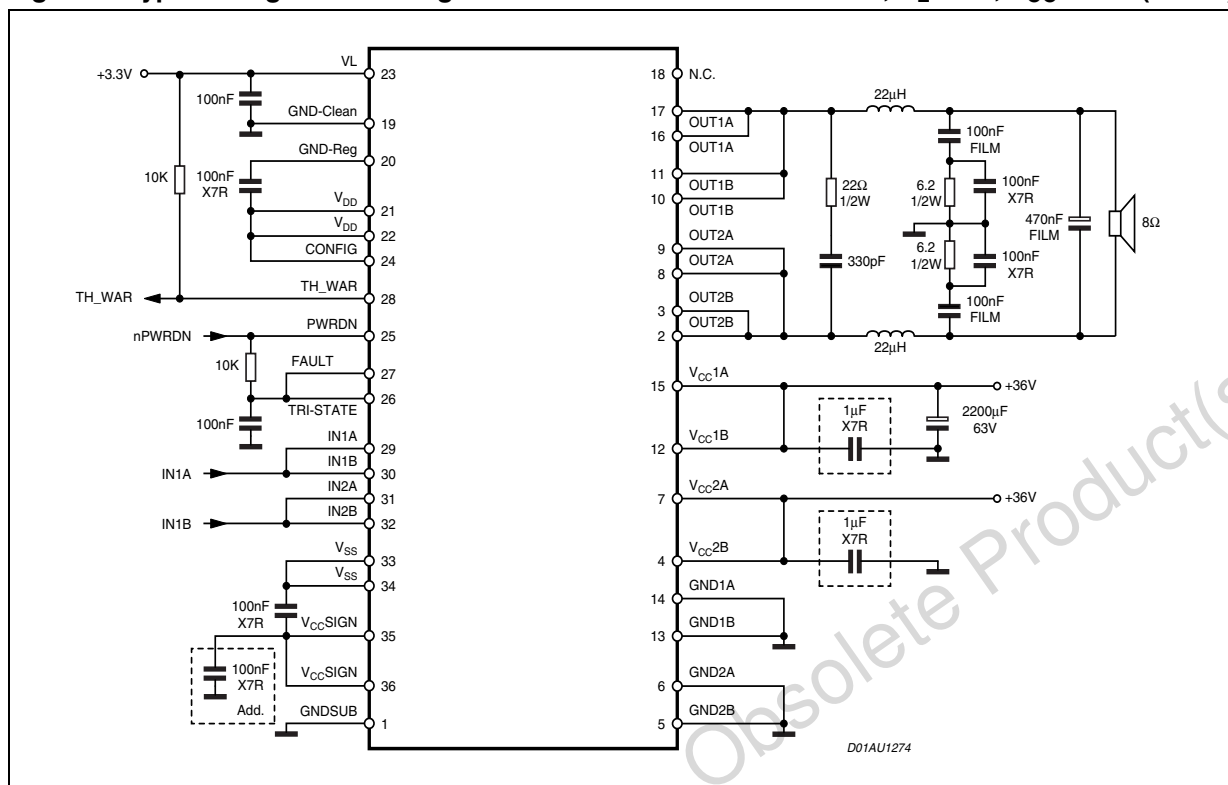 +3.3V
VL
23
100nF
GND-Clean
19
GND-Reg
20
10K
100nF
X7R
VDD
21
VDD
22
CONFIG
24
TH_WAR
TH_WAR
28
nPWRDN
PWRDN
25
10K
FAULT
27
TRI-STATE
26
100nF
IN1A
29
IN1A
IN1B
30
IN2A
31
IN1B
IN2B
32
VSS
33
VSS
34
100nF
X7R
VCCSIGN
35
100nF
X7R
Add.
VCCSIGN
36
GNDSUB
1
18
N.C.
17
OUT1A
16
OUT1A
11
OUT1B
10
OUT1B
OUT2A
9
OUT2A
8
OUT2B
3
OUT2B
2
22µH
22Ω
1/2W
330pF
100nF
FILM
6.2
1/2W
100nF
X7R
6.2
1/2W
100nF
X7R
100nF
FILM
470nF
FILM
8Ω
22µH
15
VCC1A
+36V
1µF
X7R
2200µF
63V
12
VCC1B
7
VCC2A
+36V
1µF
X7R
4
VCC2B
14
GND1A
13
GND1B
6
GND2A
5
GND2B
D01AU1274
Obsolete Product(s